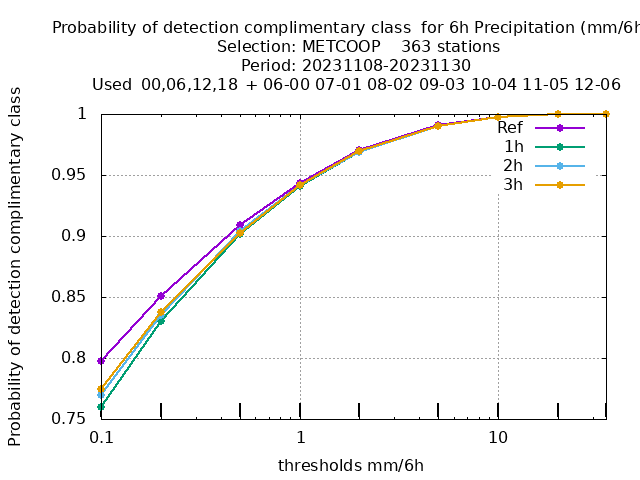 Probability of detection complimentary class  for 6h Precipitation (mm/6h
Selection: METCOOP    363 stations
Period: 20231108-20231130
Used  00,06,12,18  + 06-00 07-01 08-02 09-03 10-04 11-05 12-06
Probability of detection complimentary class
1
0.95
0.9
0.85
0.8
0.75
0.1
1
10
thresholds mm/6h
Ref
1h
2h
3h